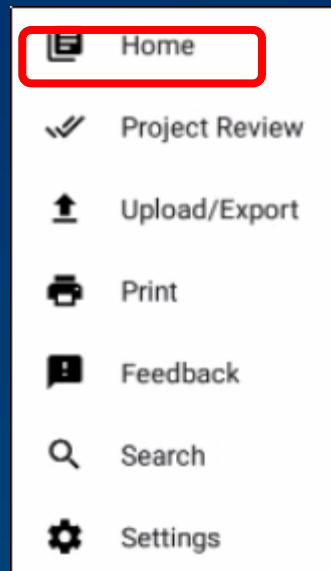 Home
Project Review
Upload/Export
Print
Feedback
Search
Settings